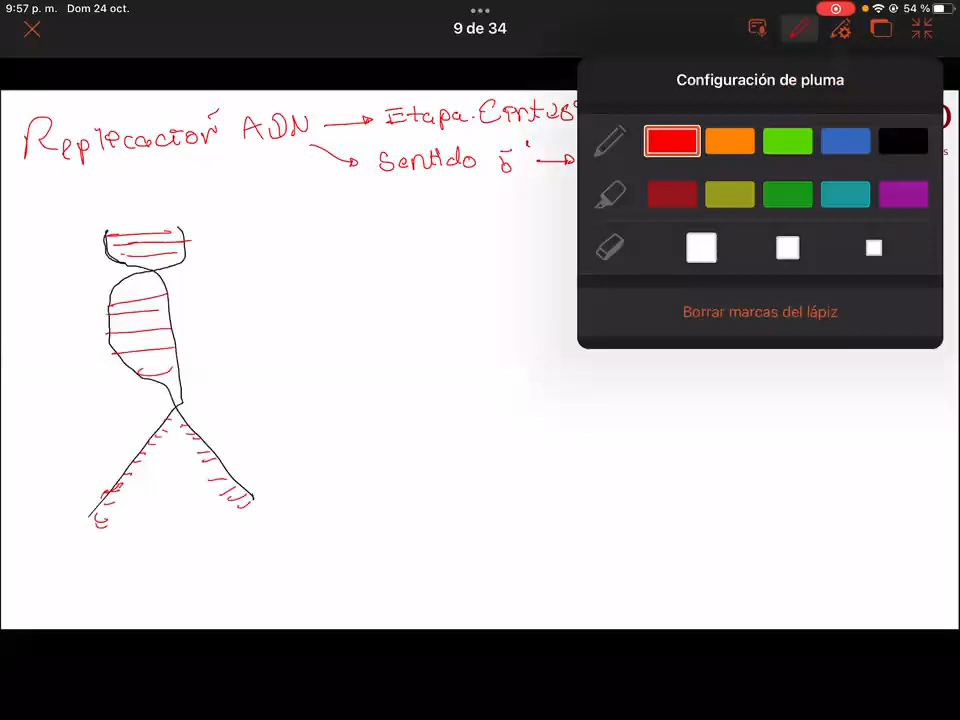 9:57 p. m. Dom 24 oct.
54 %
9 de 34
Configuración de pluma
Replicación ADN → Etapa.
Sentido 5' →
Borrar marcas del lápiz